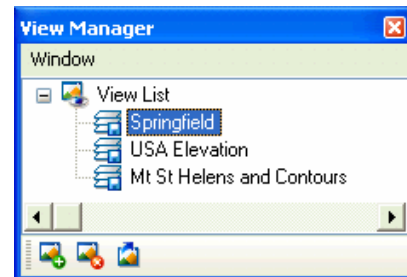 View Manager
Window
View List
Springfield
USA Elevation
Mt St Helens and Contours